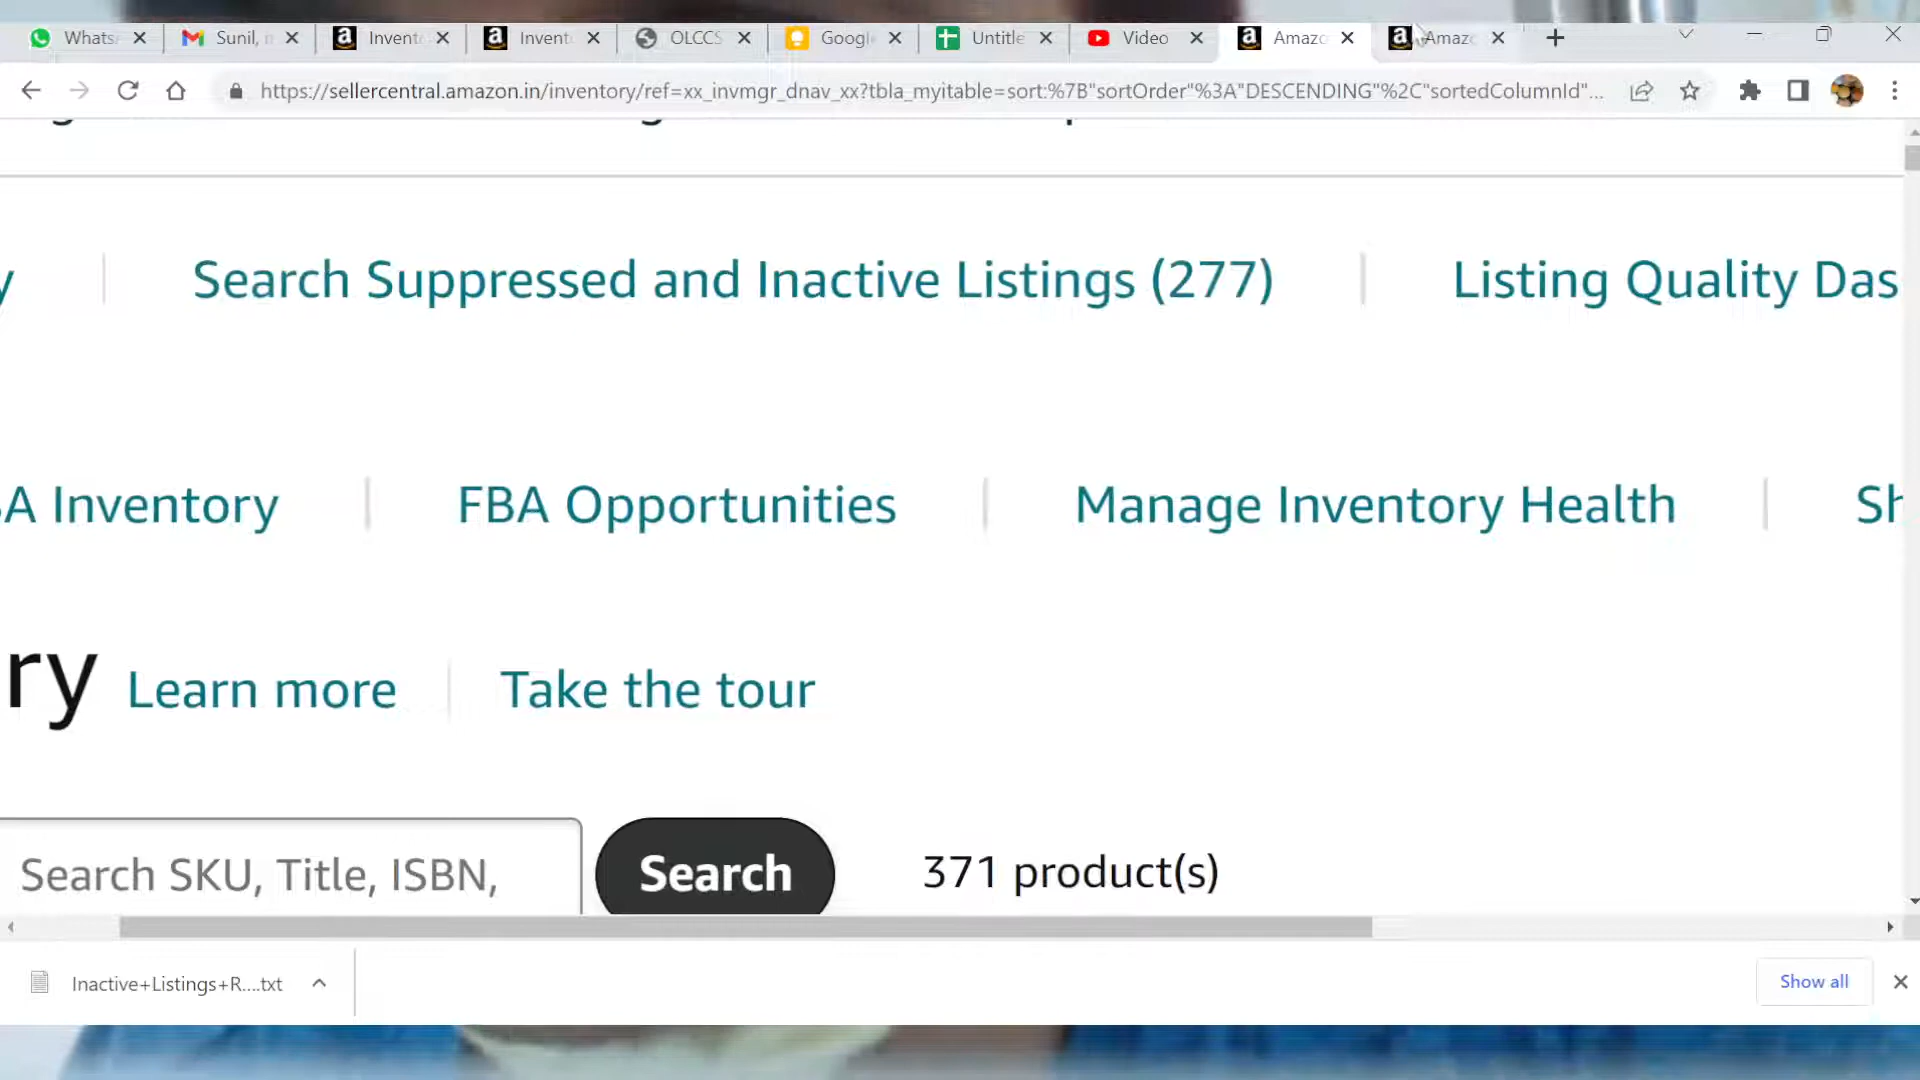 Whats
Sunil, n
Invent
Invent
OLCCS
Googl
Untitle
Video
Amazo
Amazo
https://sellercentral.amazon.in/inventory/ref=xx_invmgr_dnav_xx?tbla_myitable=sort:%7B"sortOrder"%3A"DESCENDING"%2C"sortedColumnId"...
y
Search Suppressed and Inactive Listings (277)
Listing Quality Das
A Inventory
FBA Opportunities
Manage Inventory Health
Sh
ry
Learn more
Take the tour
Search SKU, Title, ISBN,
Search
371 product(s)
Inactive+Listings+R....txt
Show all